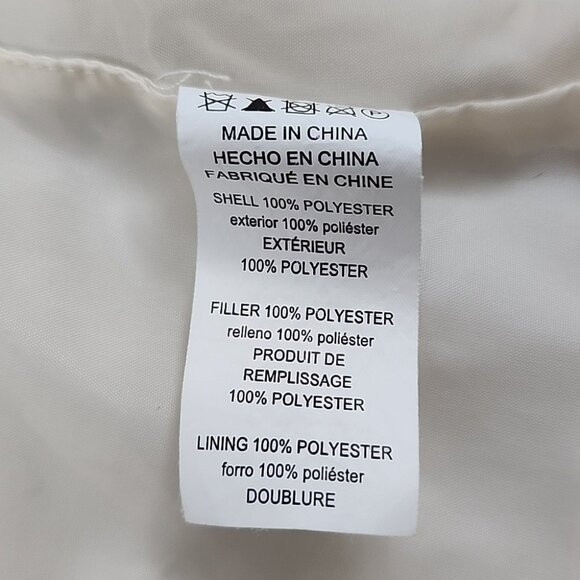 P
MADE IN CHINA
HECHO EN CHINA
FABRIQUÉ EN CHINE
SHELL 100% POLYESTER
exterior 100% poliéster
EXTÉRIEUR
100% POLYESTER
FILLER 100% POLYESTER
relleno 100% poliéster
PRODUIT DE
REMPLISSAGE
100% POLYESTER
LINING 100% POLYESTER
forro 100% poliéster
DOUBLURE